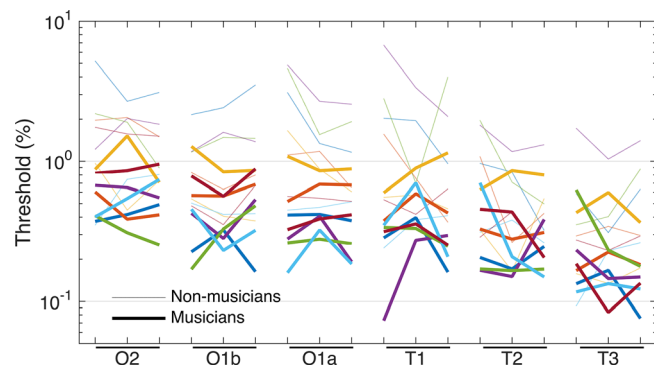 10¹
Threshold (%)
10⁰
10⁻¹
Non-musicians
Musicians
O2 O1b O1a T1 T2 T3